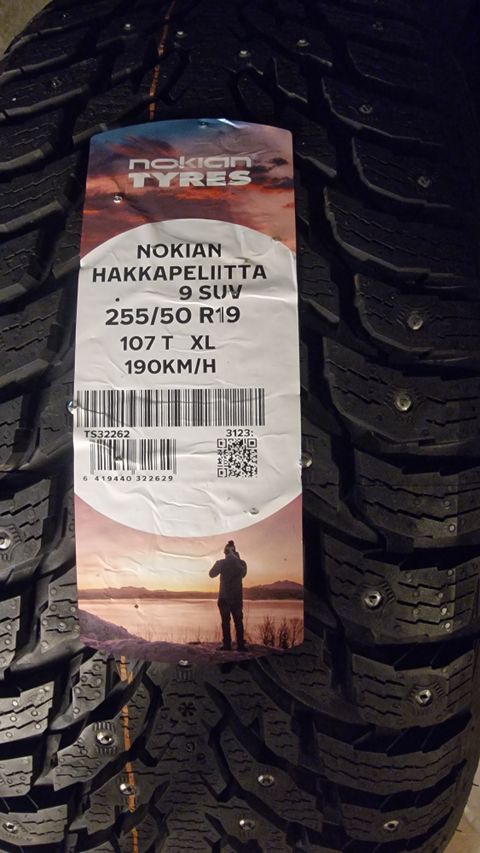 nokian
TYRES
NOKIAN
HAKKAPELIITTA
9 SUV
255/50 R19
107 T XL
190KM/H
TS32262 3123:
6 419440 322629